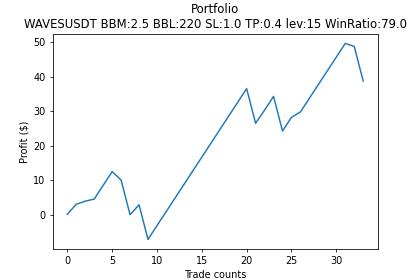 Portfolio
WAVESUSDT BBM:2.5 BBL:220 SL:1.0 TP:0.4 lev:15 WinRatio:79.0
50
40
30
20
10
0
Profit ($)
0 5 10 15 20 25 30
Trade counts